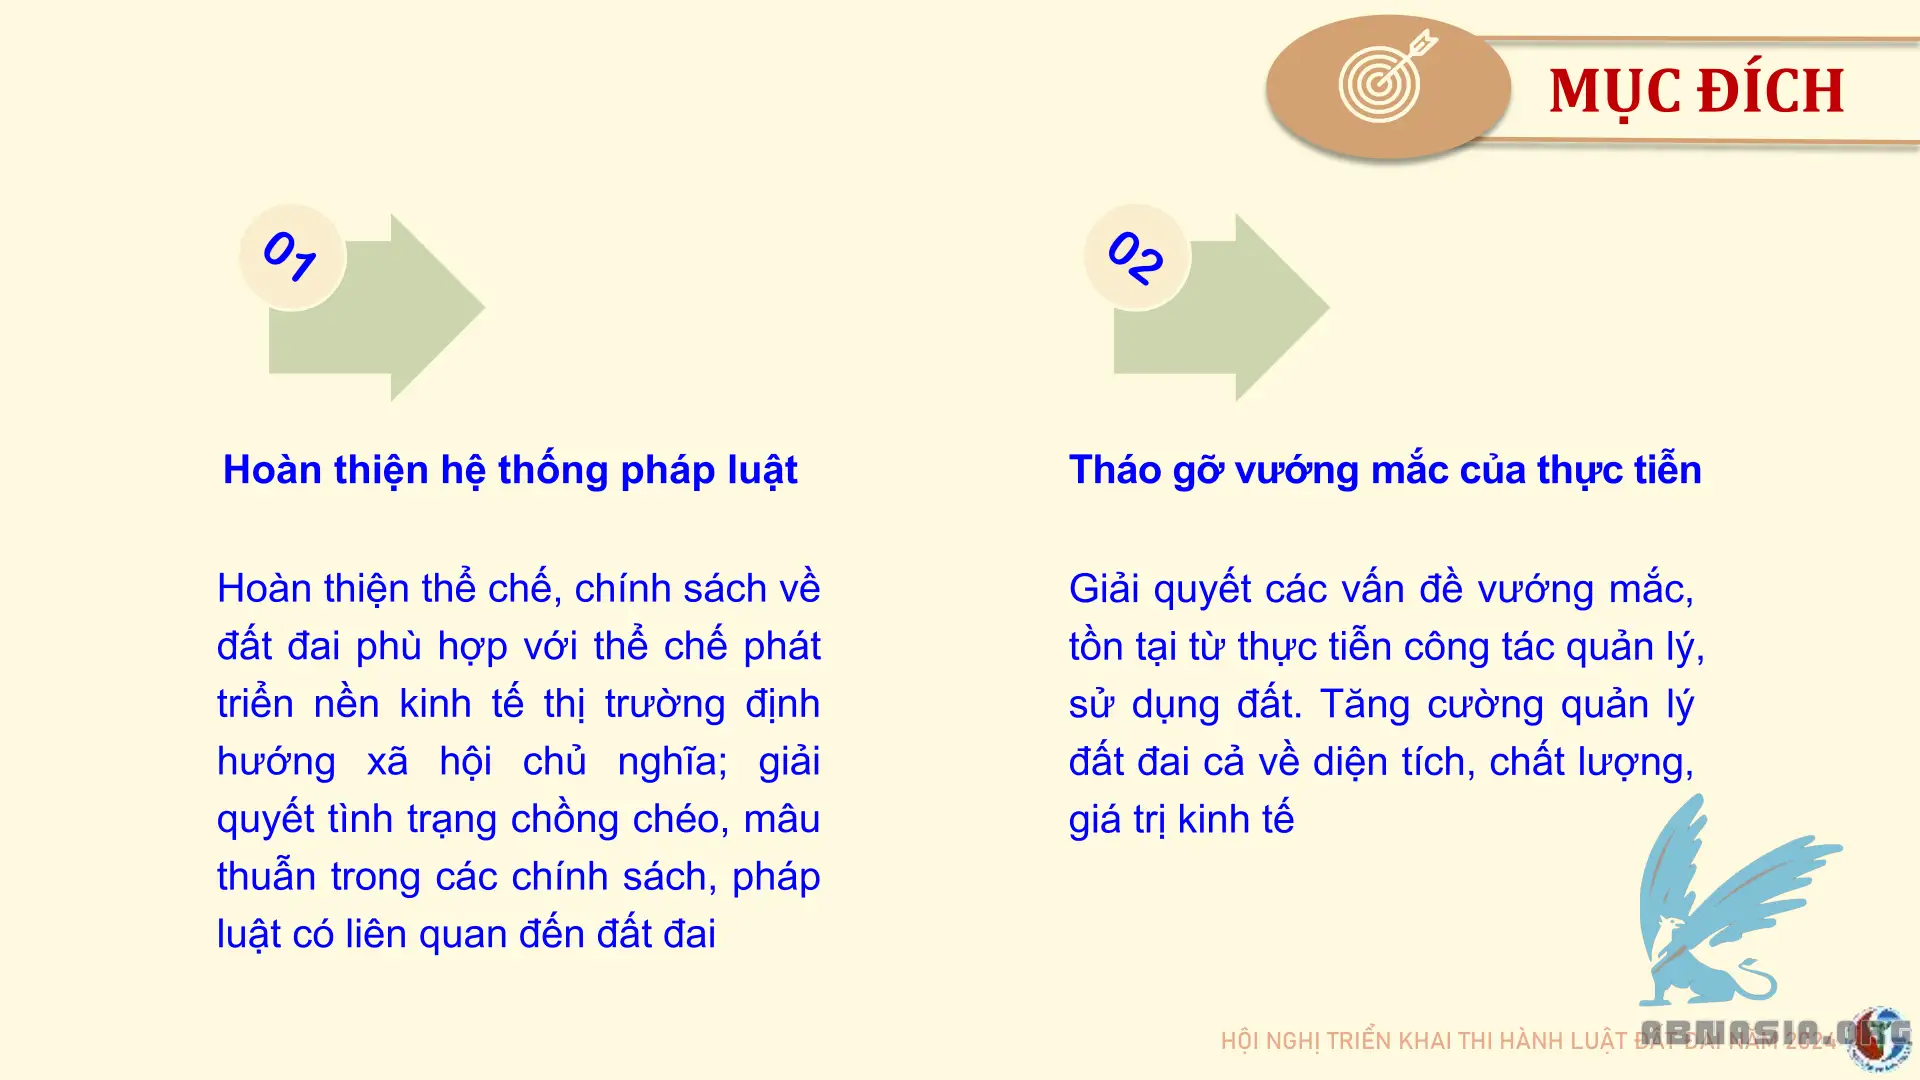 MỤC ĐÍCH
01
Hoàn thiện hệ thống pháp luật
Hoàn thiện thể chế, chính sách về
đất đai phù hợp với thể chế phát
triển nền kinh tế thị trường định
hướng xã hội chủ nghĩa; giải
quyết tình trạng chồng chéo, mâu
thuẫn trong các chính sách, pháp
luật có liên quan đến đất đai
02
Tháo gỡ vướng mắc của thực tiễn
Giải quyết các vấn đề vướng mắc,
tồn tại từ thực tiễn công tác quản lý,
sử dụng đất. Tăng cường quản lý
đất đai cả về diện tích, chất lượng,
giá trị kinh tế
HỘI NGHỊ TRIỂN KHAI THI HÀNH LUẬT ĐẤT ĐAI NĂM 2024
ABMASIA.ORG